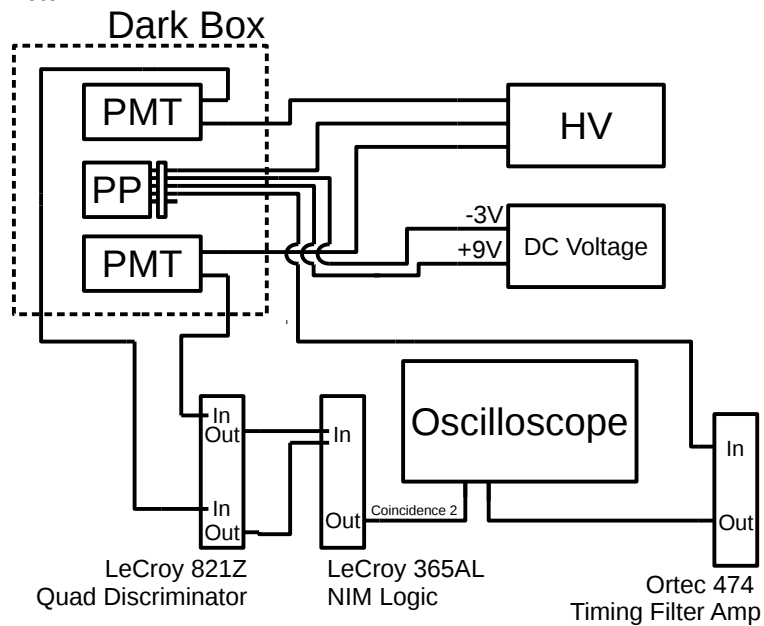 Dark Box
PMT
HV
PP
-3V
DC Voltage
+9V
PMT
In
Out
In
Out
In
Out
Coincidence 2
Oscilloscope
In
Out
LeCroy 821Z
Quad Discriminator
LeCroy 365AL
NIM Logic
Ortec 474
Timing Filter Amp